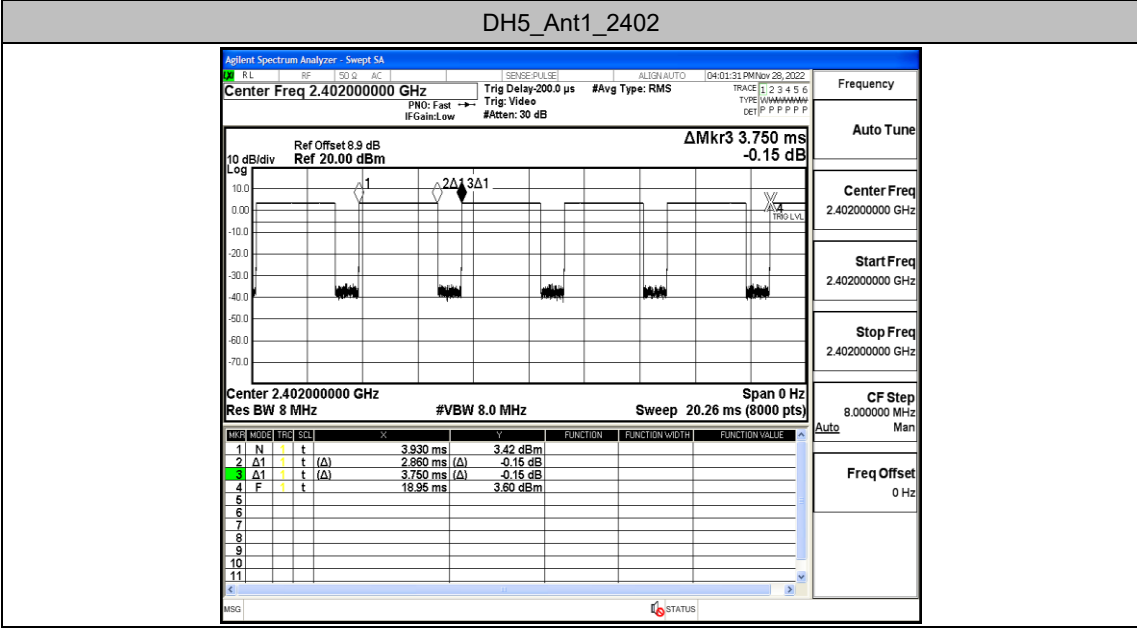 DH5_Ant1_2402
Agilent Spectrum Analyzer - Swept SA
LXI RL RF 50 Ω AC SENSE:PULSE ALIGN AUTO 04:01:31 PM Nov 28, 2022
Center Freq 2.402000000 GHz
PNO: Fast
IFGain:Low
Trig Delay-200.0 µs
Trig: Video
#Atten: 30 dB
#Avg Type: RMS
TRACE 1 2 3 4 5 6
TYPE WWWWWW
DET P P P P P P
Frequency
Auto Tune
Center Freq
2.402000000 GHz
Start Freq
2.402000000 GHz
Stop Freq
2.402000000 GHz
CF Step
8.000000 MHz
Auto Man
Freq Offset
0 Hz
ΔMkr3 3.750 ms
-0.15 dB
Ref Offset 8.9 dB
10 dB/div Ref 20.00 dBm
Log
10.0
0.00
-10.0
-20.0
-30.0
-40.0
-50.0
-60.0
-70.0
1
2Δ1 3Δ1
4
TRIG LVL
Center 2.402000000 GHz Span 0 Hz
Res BW 8 MHz #VBW 8.0 MHz Sweep 20.26 ms (8000 pts)
MKR MODE TRC SCL X Y FUNCTION FUNCTION WIDTH FUNCTION VALUE
1 N 1 t 3.930 ms 3.42 dBm
2 Δ1 1 t (Δ) 2.860 ms (Δ) -0.15 dB
3 Δ1 1 t (Δ) 3.750 ms (Δ) -0.15 dB
4 F 1 t 18.95 ms 3.60 dBm
5
6
7
8
9
10
11
MSG STATUS